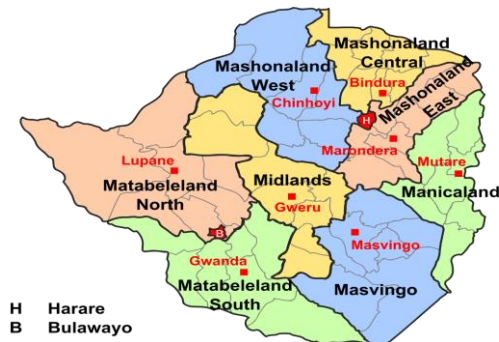 Mashonaland
Central
Bindura
Mashonaland
West
Chinhoyi
Mashonaland
East
H
Marondera
Mutare
Manicaland
Lupane
Matabeleland
North
Midlands
Gweru
B
Masvingo
Gwanda
Matabeleland
South
Masvingo
H Harare
B Bulawayo